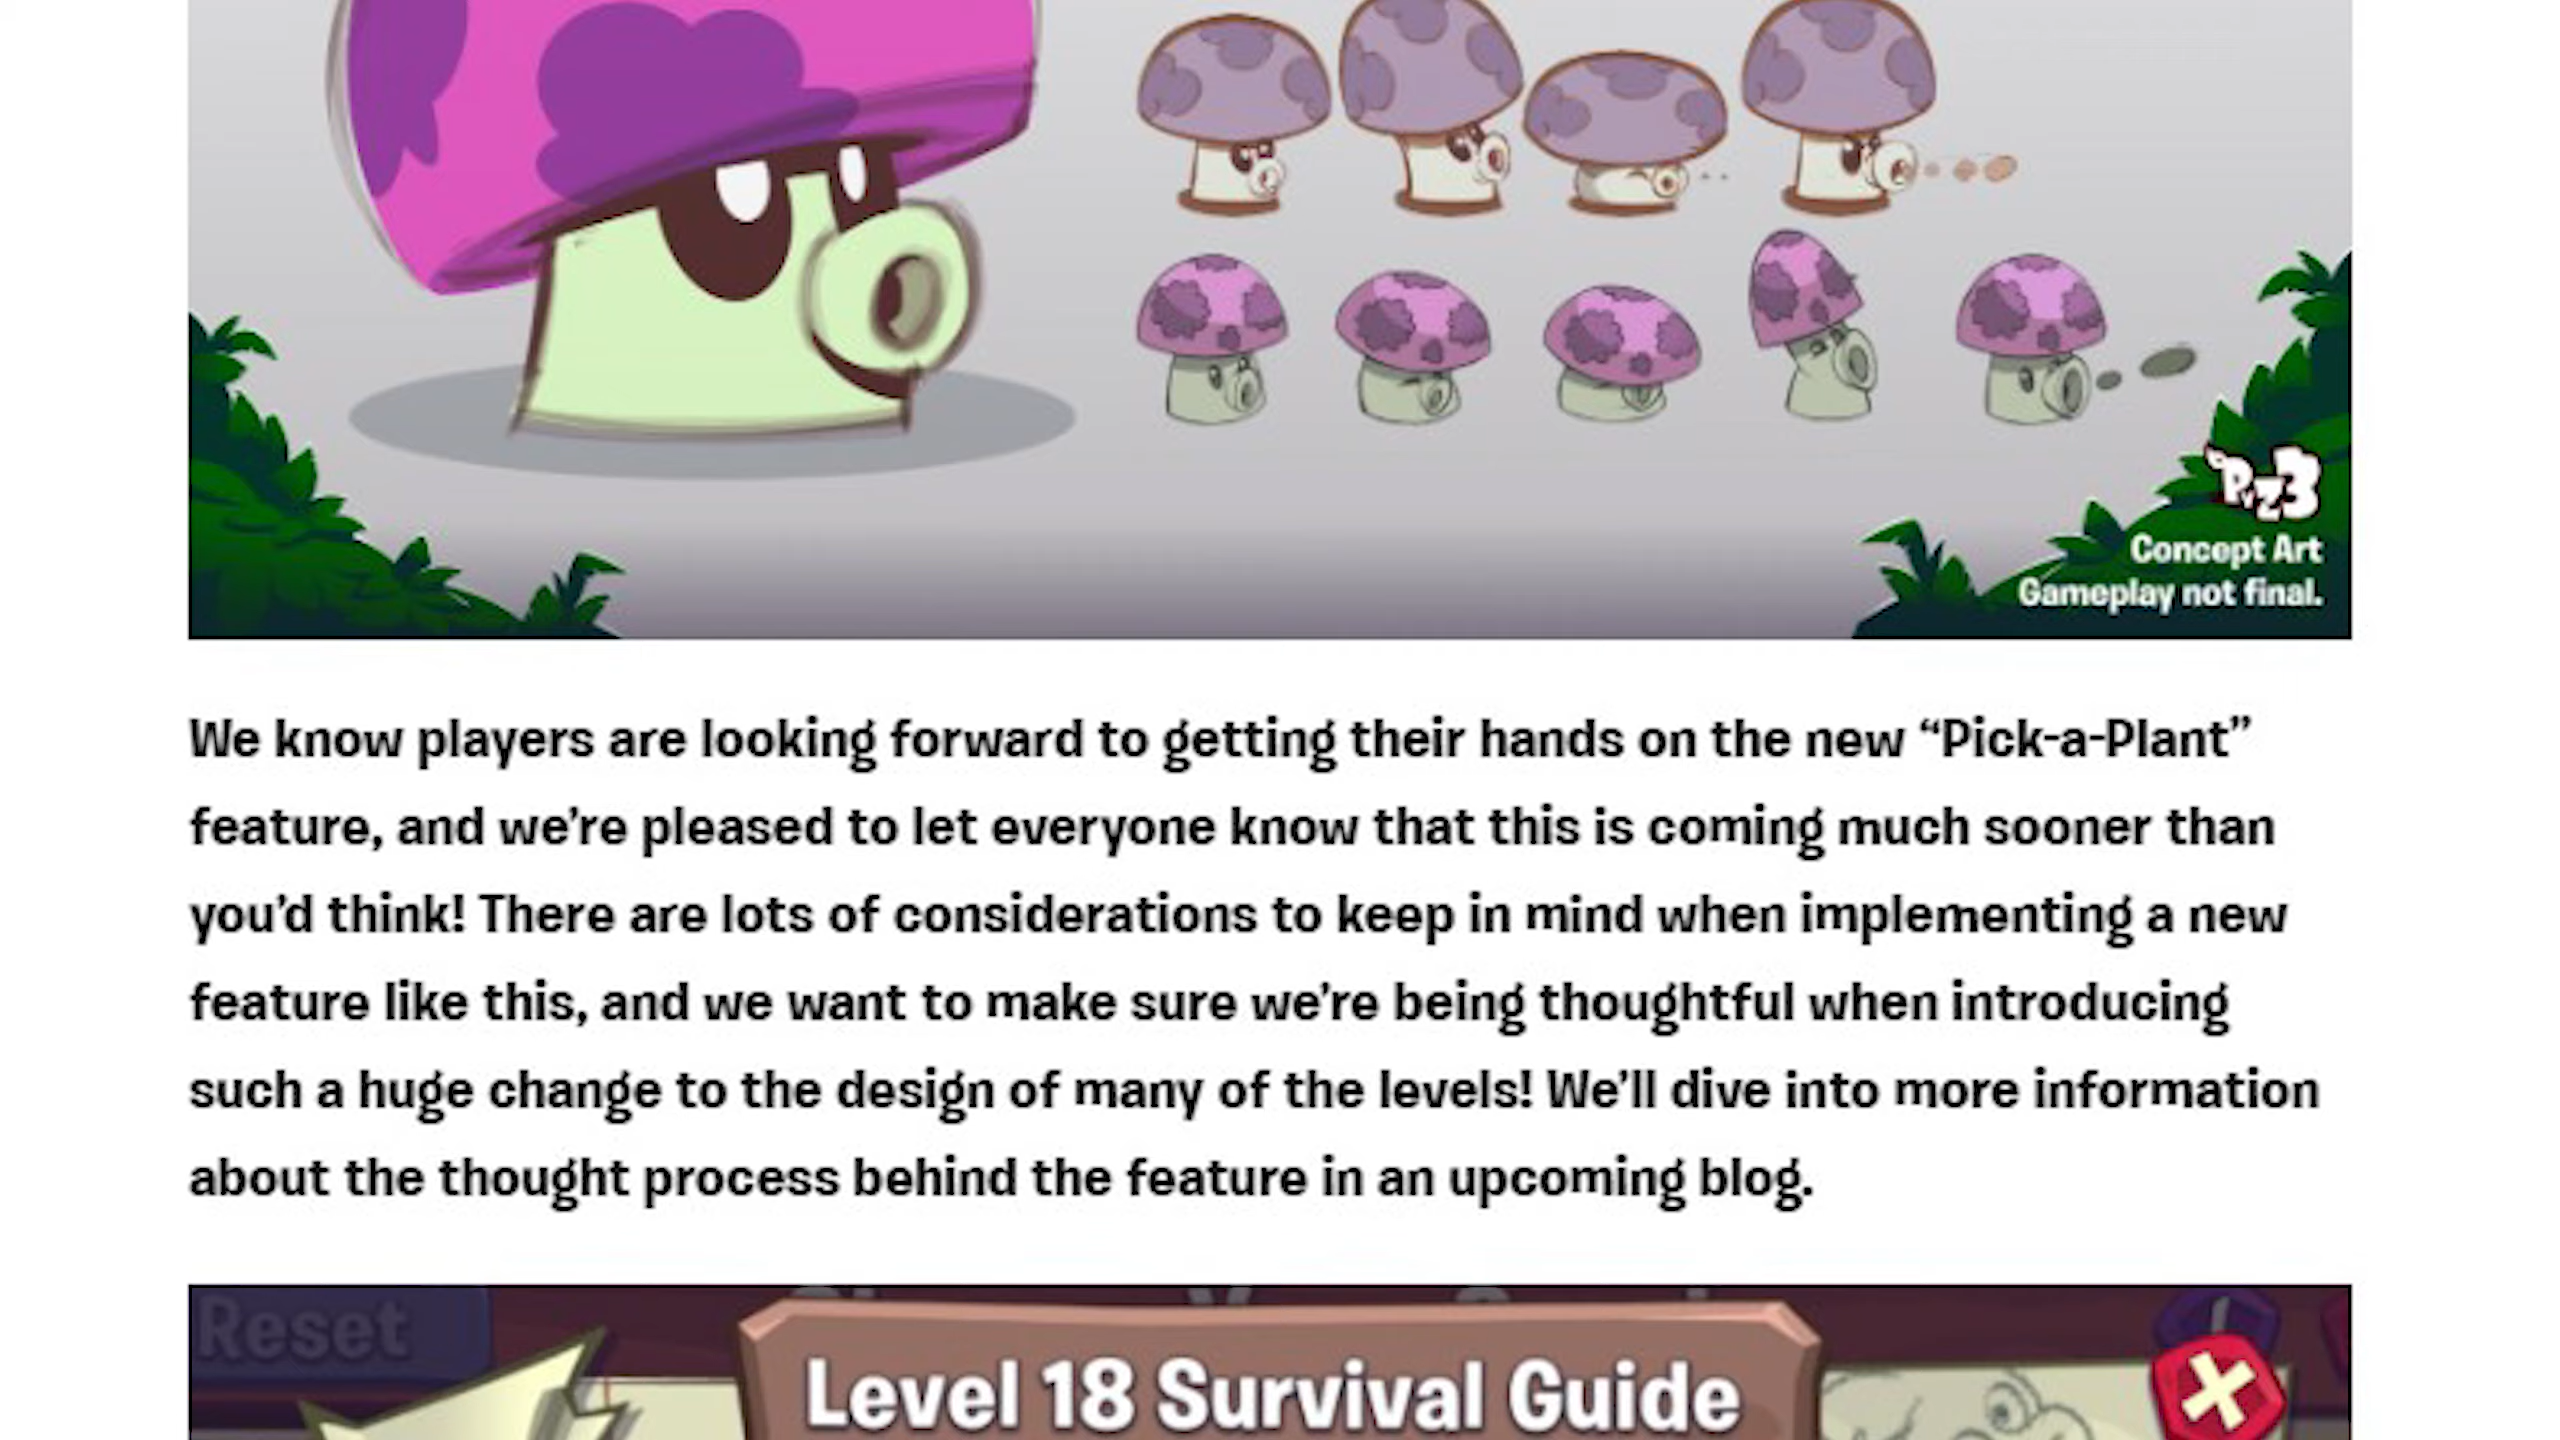 PvZ3
Concept Art
Gameplay not final.
We know players are looking forward to getting their hands on the new “Pick-a-Plant”
feature, and we’re pleased to let everyone know that this is coming much sooner than
you’d think! There are lots of considerations to keep in mind when implementing a new
feature like this, and we want to make sure we’re being thoughtful when introducing
such a huge change to the design of many of the levels! We’ll dive into more information
about the thought process behind the feature in an upcoming blog.
Reset
Level 18 Survival Guide